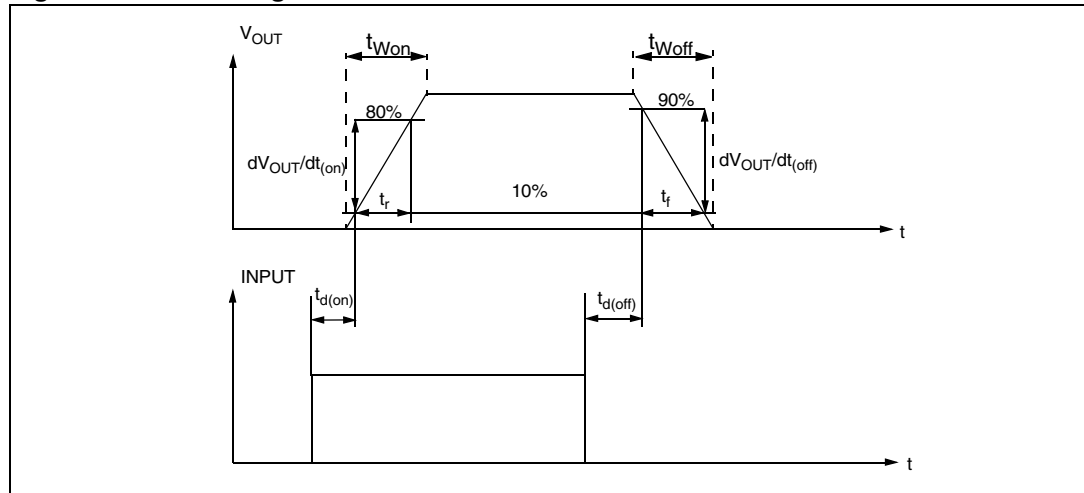 V_OUT
t_Won
t_Woff
80%
90%
dV_OUT/dt_(on)
dV_OUT/dt_(off)
t_r
10%
t_f
t
INPUT
t_d(on)
t_d(off)
t